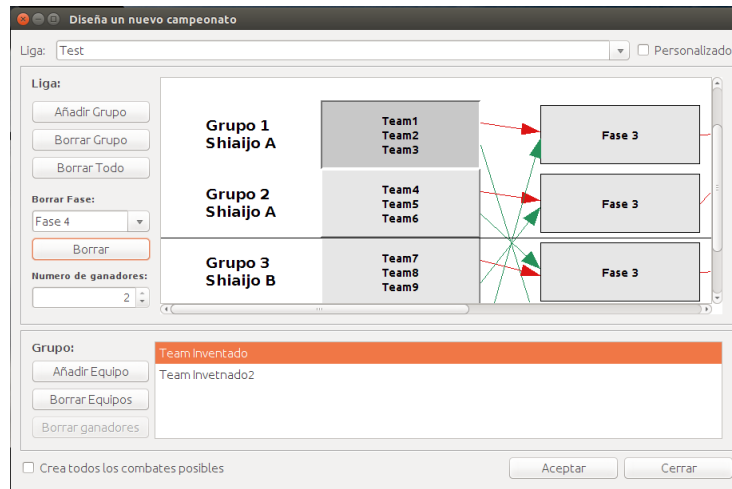 Diseña un nuevo campeonato
Liga: Test Personalizado
Liga:
Añadir Grupo
Borrar Grupo
Borrar Todo
Borrar Fase:
Fase 4
Borrar
Numero de ganadores:
2
Grupo 1
Shiaijo A
Team1
Team2
Team3
Fase 3
Grupo 2
Shiaijo A
Team4
Team5
Team6
Fase 3
Grupo 3
Shiaijo B
Team7
Team8
Team9
Fase 3
Grupo:
Añadir Equipo
Borrar Equipos
Borrar ganadores
Team Inventado
Team Invetnado2
Crea todos los combates posibles
Aceptar
Cerrar